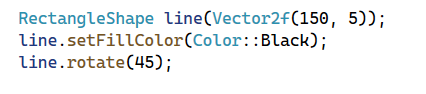 RectangleShape line(Vector2f(150, 5));
line.setFillColor(Color::Black);
line.rotate(45);